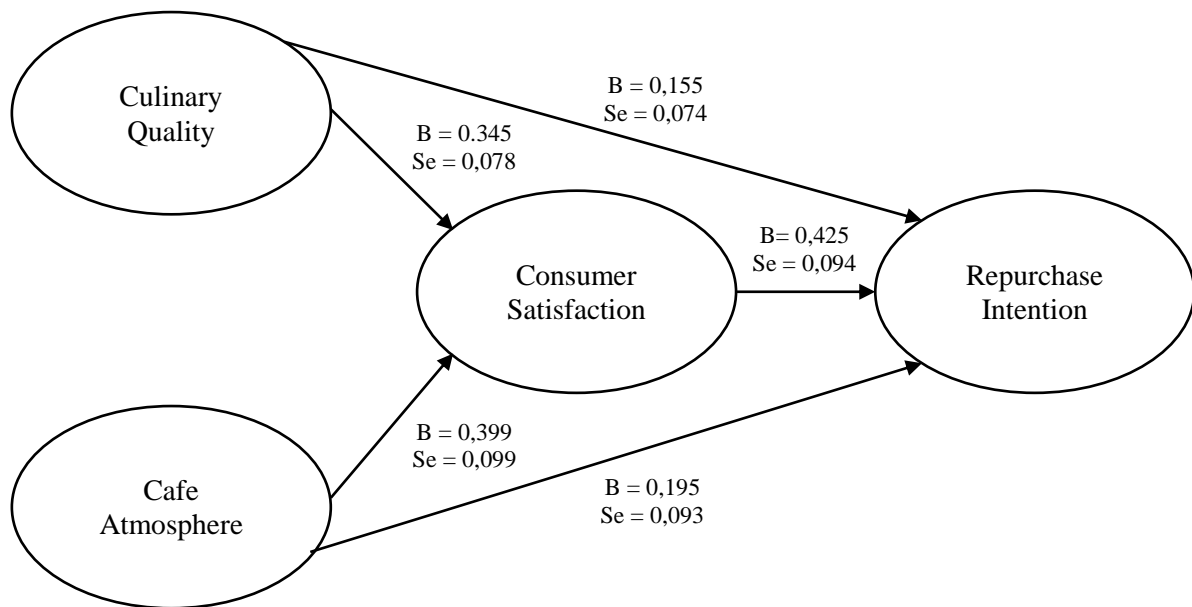 Culinary
Quality
B = 0,155
Se = 0,074
B = 0.345
Se = 0,078
Consumer
Satisfaction
B= 0,425
Se = 0,094
Repurchase
Intention
B = 0,399
Se = 0,099
Cafe
Atmosphere
B = 0,195
Se = 0,093